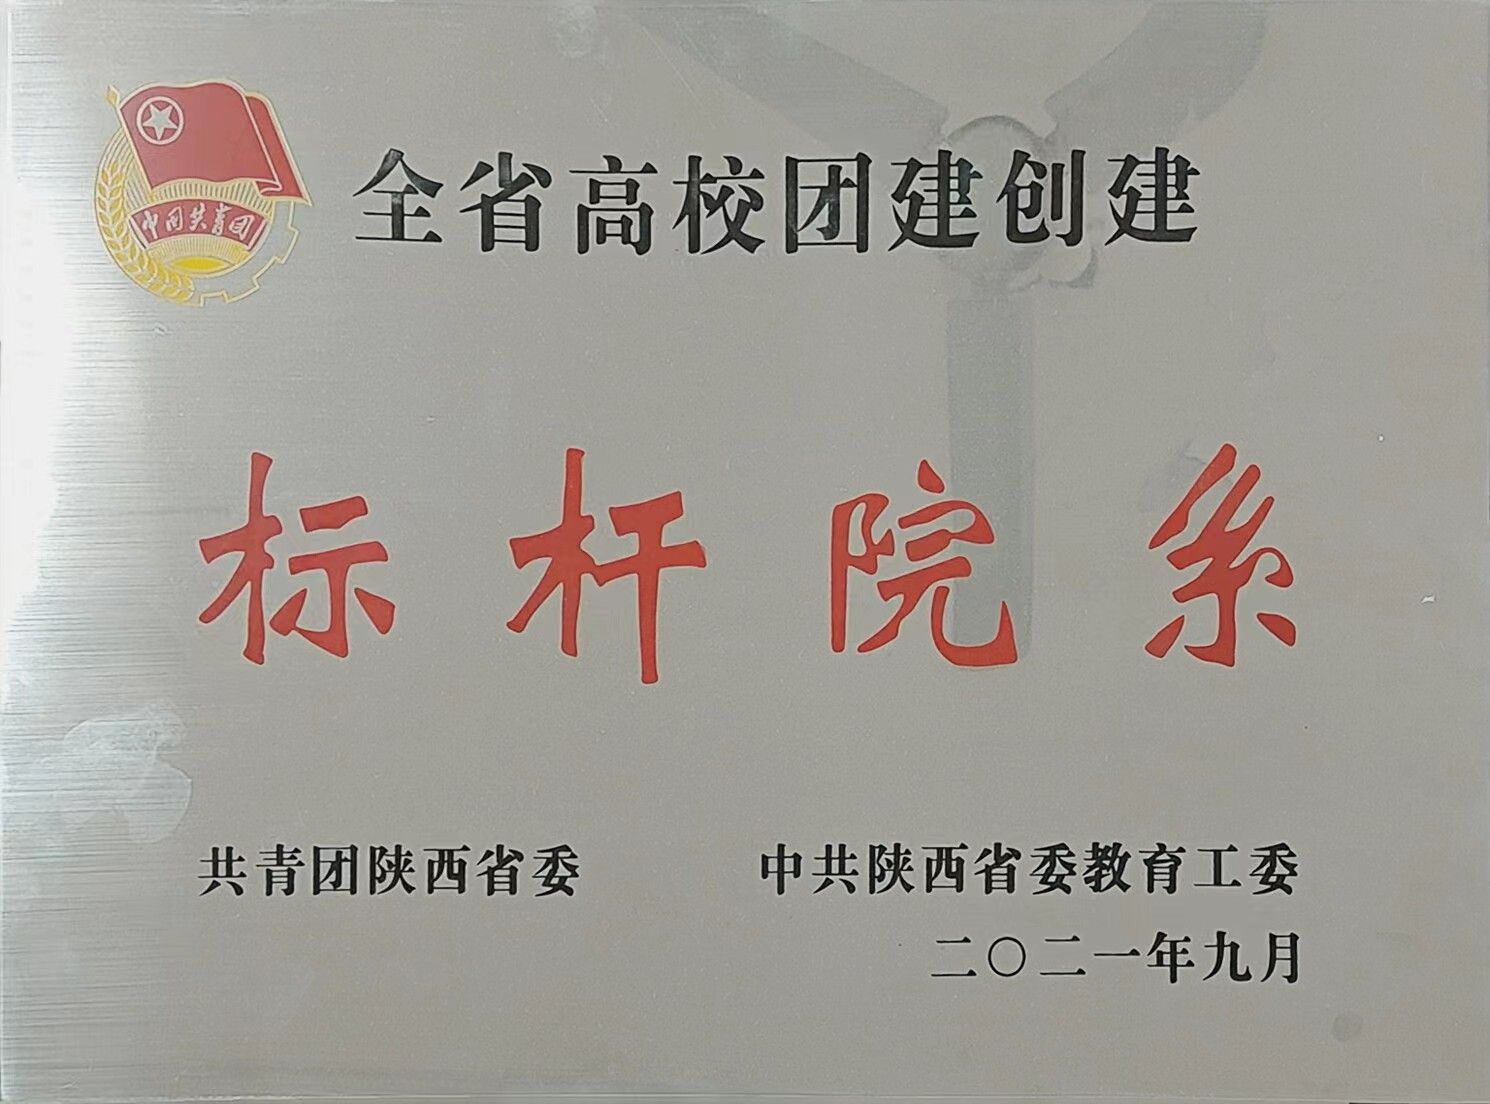 中国共青团
全省高校团建创建
标杆院系
共青团陕西省委 中共陕西省委教育工委
二〇二一年九月